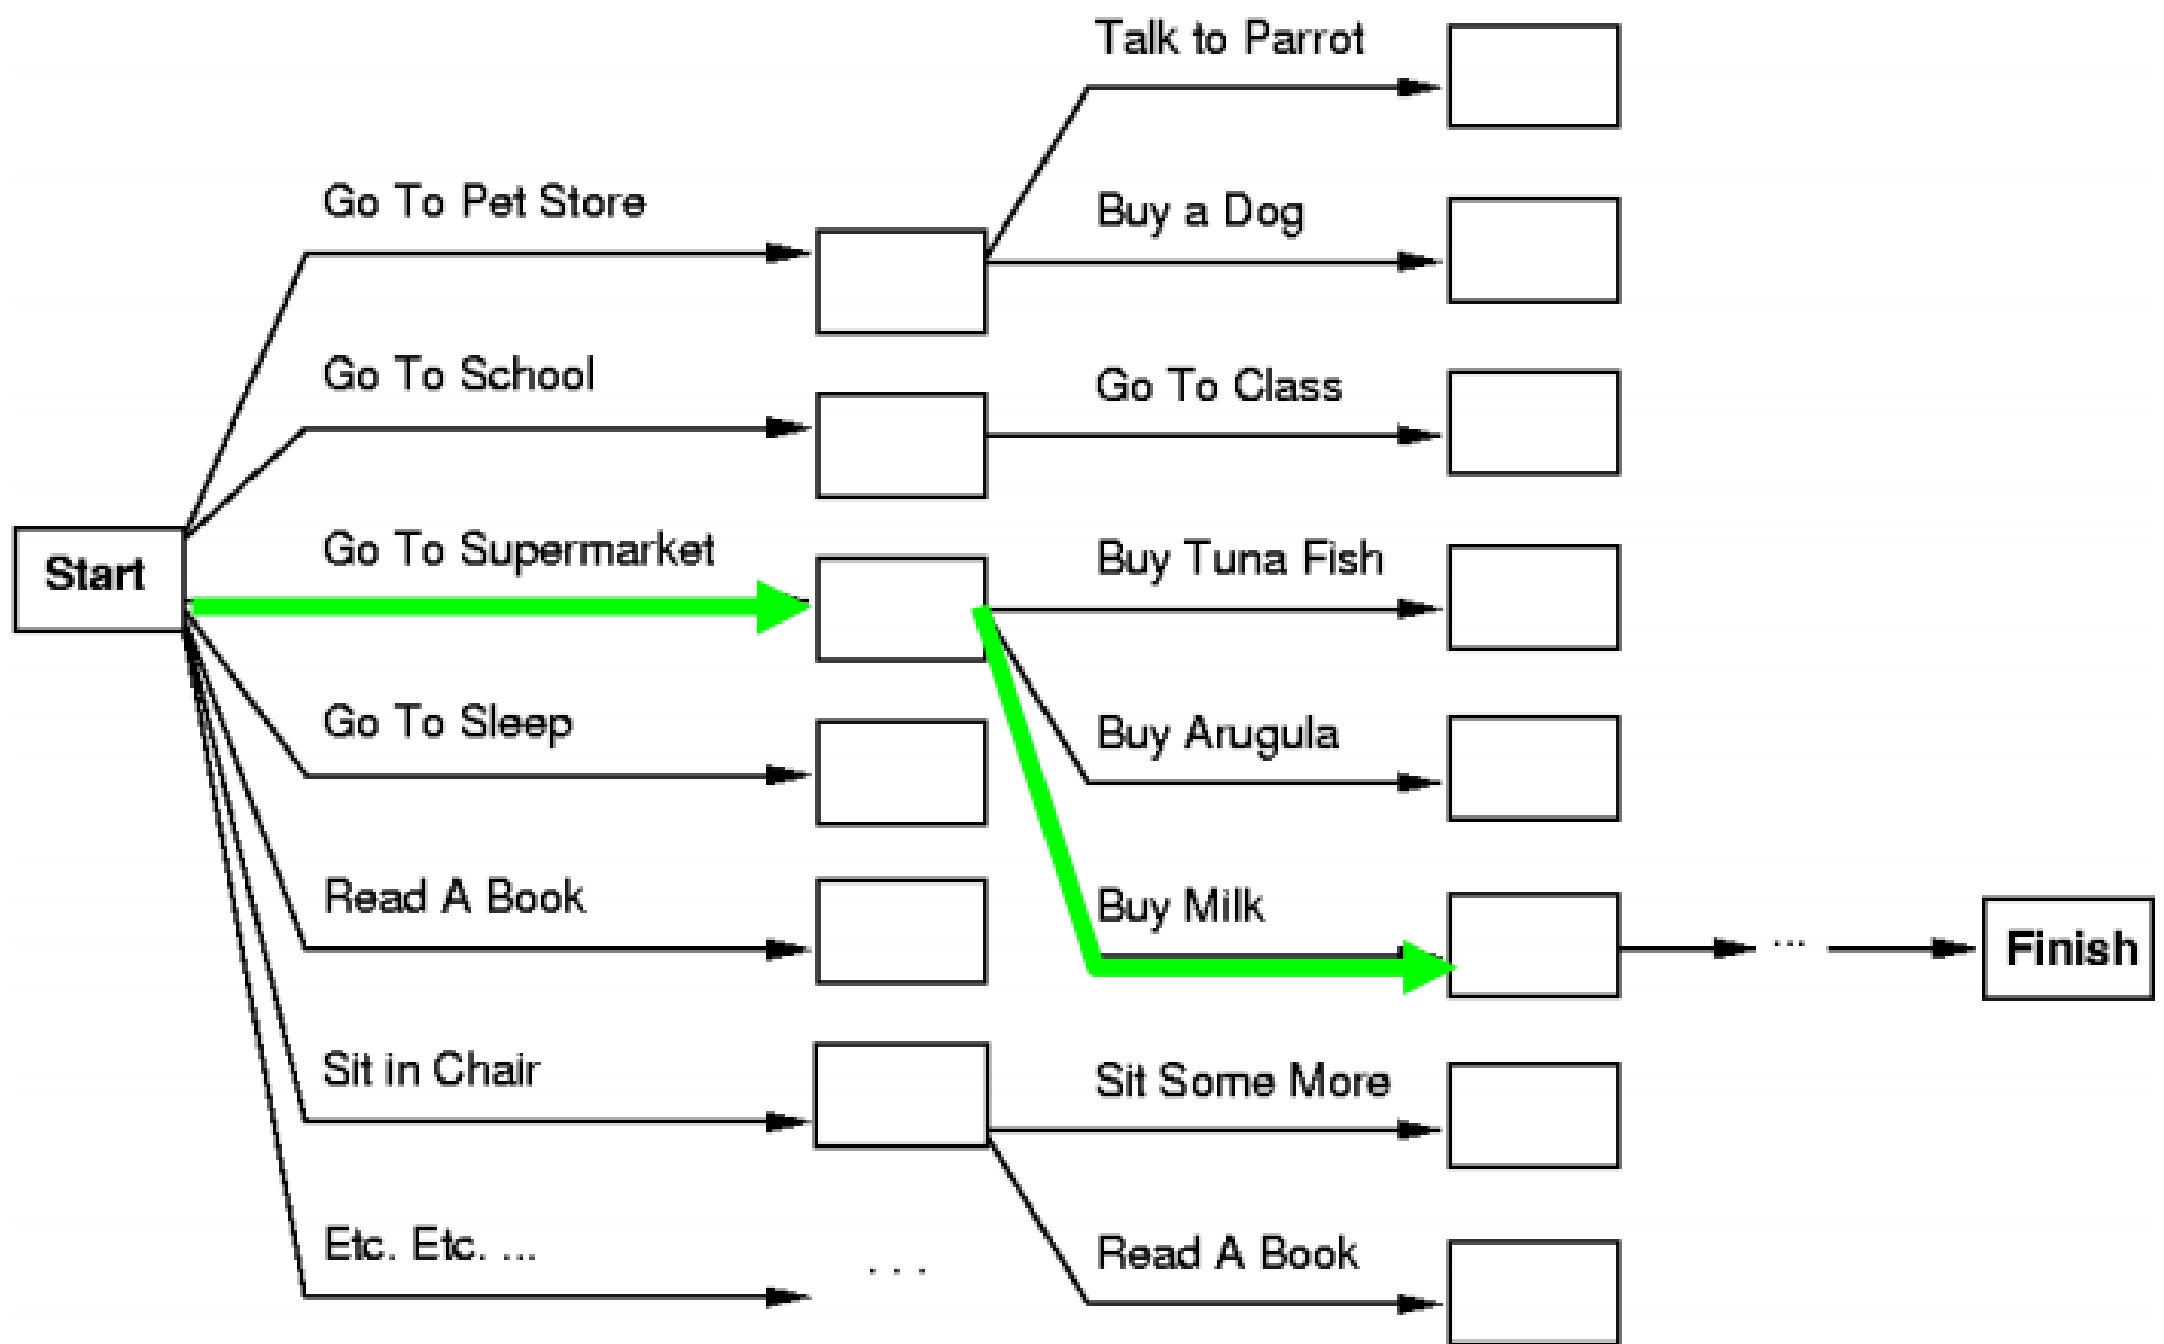 Talk to Parrot
Go To Pet Store
Buy a Dog
Go To School
Go To Class
Start
Go To Supermarket
Buy Tuna Fish
Go To Sleep
Buy Arugula
Read A Book
Buy Milk
...
Finish
Sit in Chair
Sit Some More
Etc. Etc. ...
. . .
Read A Book